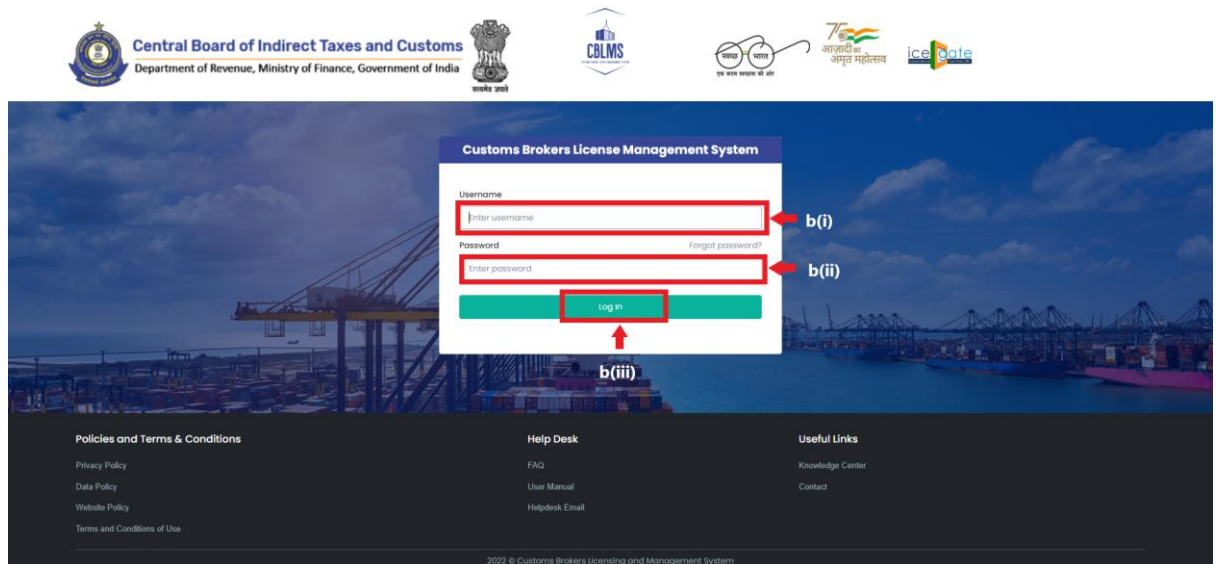 Central Board of Indirect Taxes and Customs
Department of Revenue, Ministry of Finance, Government of India
सत्यमेव जयते
CBLMS
स्वच्छ भारत
एक कदम स्वच्छता की ओर
75
आज़ादी का
अमृत महोत्सव
icegate
Customs Brokers License Management System
Username
Enter username
b(i)
Password Forgot password?
Enter password
b(ii)
Log In
b(iii)
Policies and Terms & Conditions Help Desk Useful Links
Privacy Policy FAQ Knowledge Center
Data Policy User Manual Contact
Website Policy Helpdesk Email
Terms and Conditions of Use
2022 © Customs Brokers Licensing and Management System